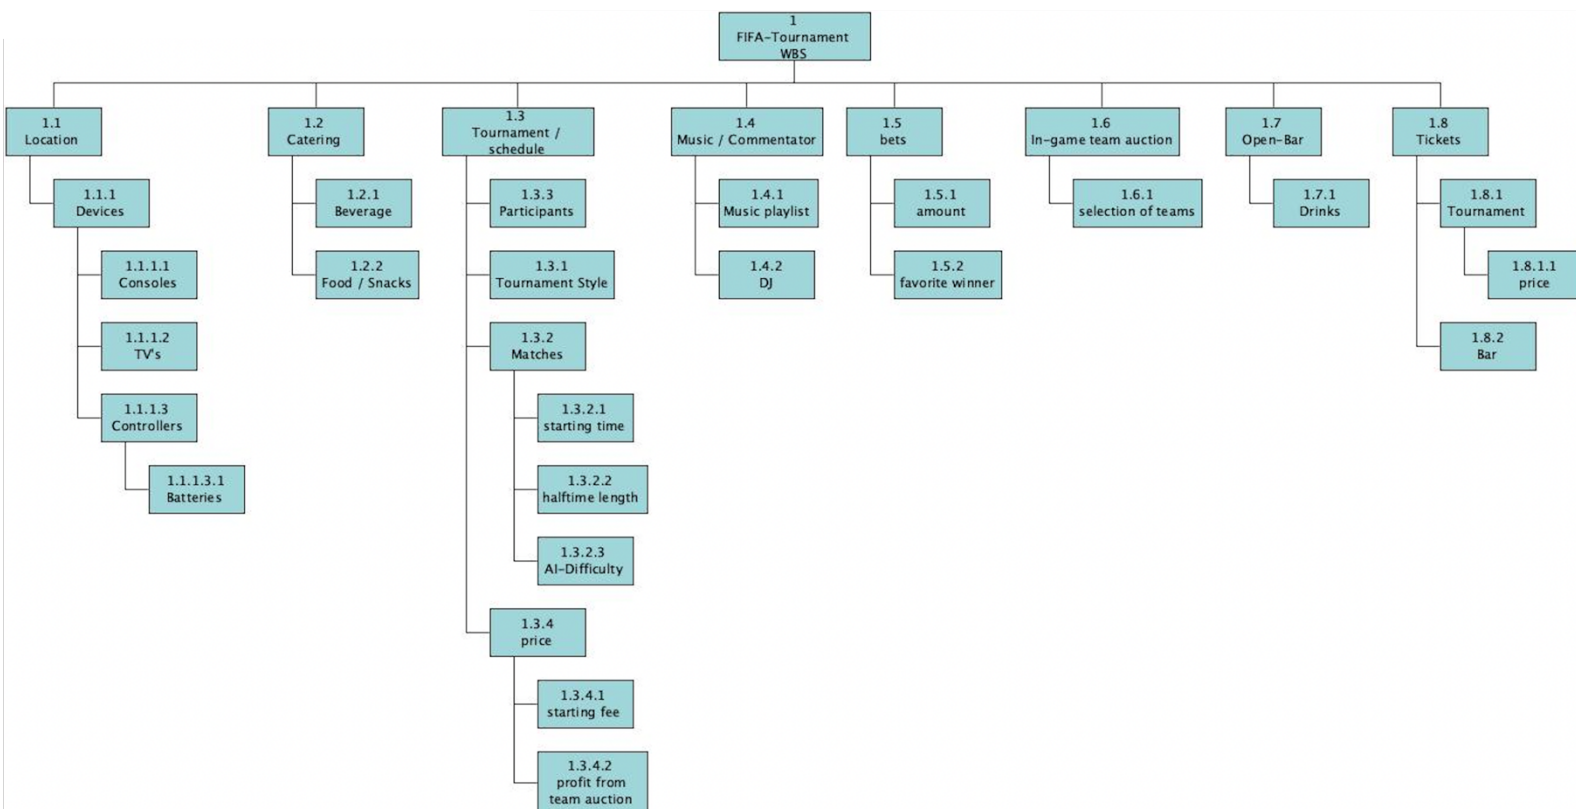 1
FIFA-Tournament
WBS
1.1
Location
1.1.1
Devices
1.1.1.1
Consoles
1.1.1.2
TV's
1.1.1.3
Controllers
1.1.1.3.1
Batteries
1.2
Catering
1.2.1
Beverage
1.2.2
Food / Snacks
1.3
Tournament /
schedule
1.3.3
Participants
1.3.1
Tournament Style
1.3.2
Matches
1.3.2.1
starting time
1.3.2.2
halftime length
1.3.2.3
AI-Difficulty
1.3.4
price
1.3.4.1
starting fee
1.3.4.2
profit from
team auction
1.4
Music / Commentator
1.4.1
Music playlist
1.4.2
DJ
1.5
bets
1.5.1
amount
1.5.2
favorite winner
1.6
In-game team auction
1.6.1
selection of teams
1.7
Open-Bar
1.7.1
Drinks
1.8
Tickets
1.8.1
Tournament
1.8.1.1
price
1.8.2
Bar